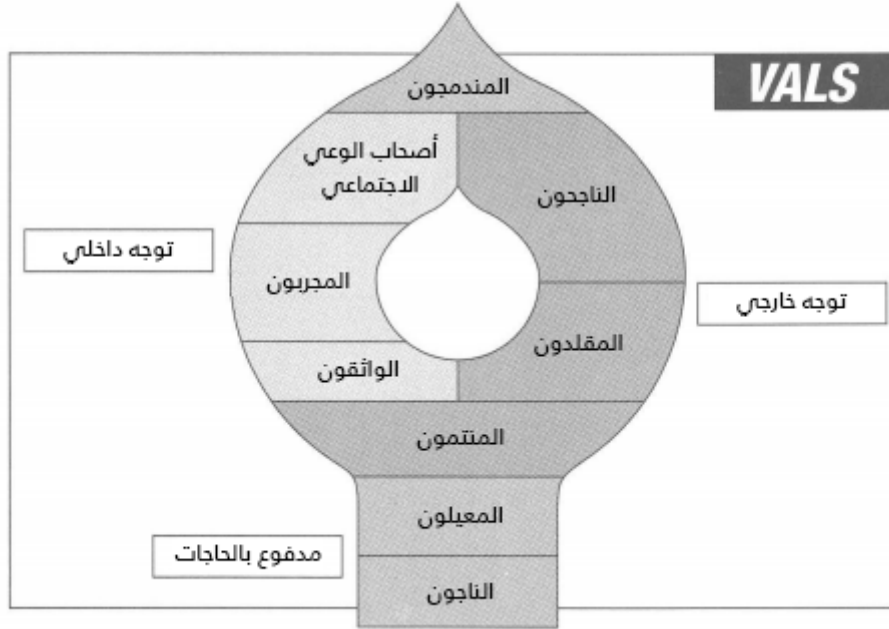 VALS
المندمجون
أصحاب الوعي
الاجتماعي
الناجحون
توجه داخلي
المجربون
توجه خارجي
المقلدون
الواثقون
المنتمون
المعيلون
مدفوع بالحاجات
الناجون